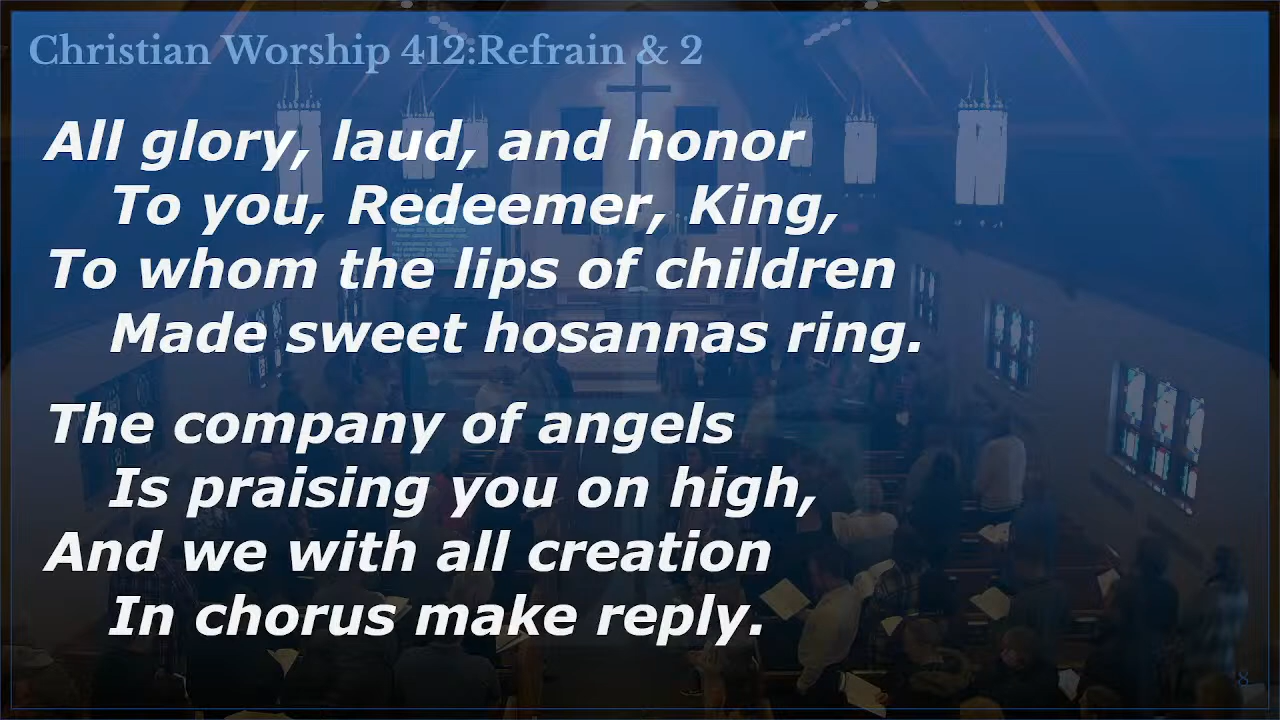 Christian Worship 412:Refrain & 2
All glory, laud, and honor
To you, Redeemer, King,
To whom the lips of children
Made sweet hosannas ring.
The company of angels
Is praising you on high,
And we with all creation
In chorus make reply.
8